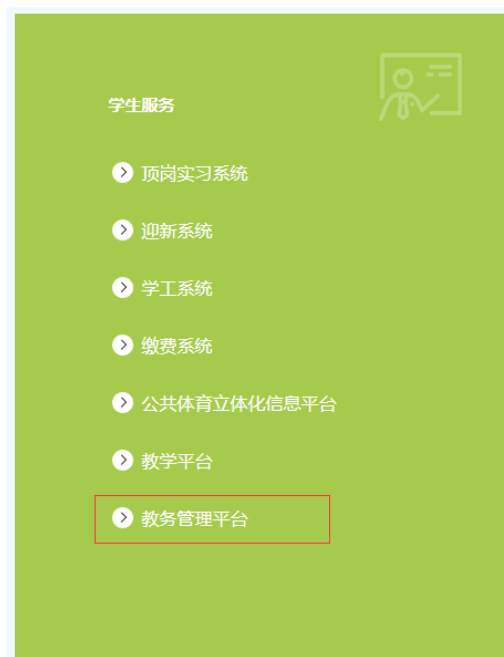 学生服务
顶岗实习系统
迎新系统
学工系统
缴费系统
公共体育立体化信息平台
教学平台
教务管理平台